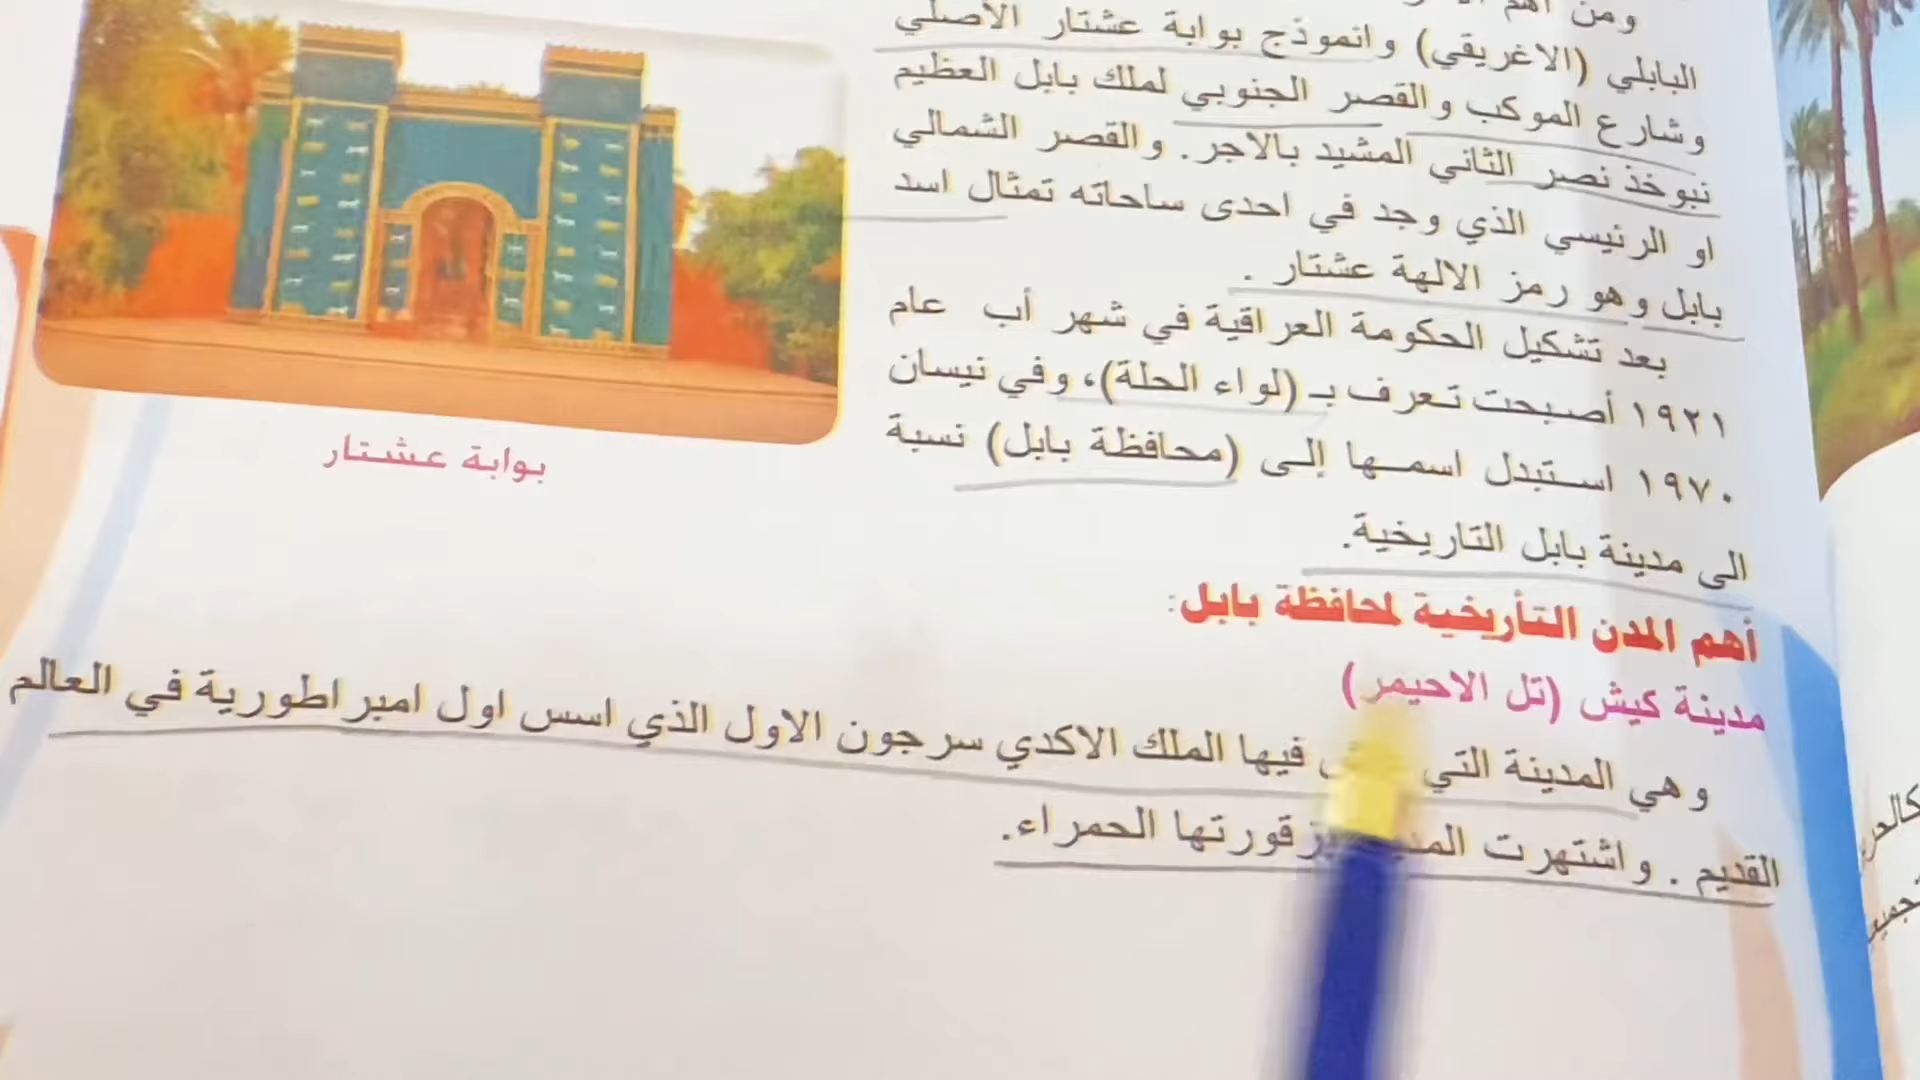 ومن أهم
البابلي (الاغريقي) وانموذج بوابة عشتار الأصلي
وشارع الموكب والقصر الجنوبي لملك بابل العظيم
نبوخذ نصر الثاني المشيد بالاجر. والقصر الشمالي
او الرئيسي الذي وجد في احدى ساحاته تمثال اسد
بابل وهو رمز الالهة عشتار .
بعد تشكيل الحكومة العراقية في شهر أب عام
١٩٢١ أصبحت تعرف بـ (لواء الحلة)، وفي نيسان
١٩٧٠ استبدل اسمها إلى (محافظة بابل) نسبة
الى مدينة بابل التاريخية.
بوابة عشتار
أهم المدن التأريخية لمحافظة بابل:
مدينة كيش (تل الاحيمر)
وهي المدينة التي فيها الملك الاكدي سرجون الاول الذي اسس اول امبراطورية في العالم
القديم . واشتهرت بزقورتها الحمراء.